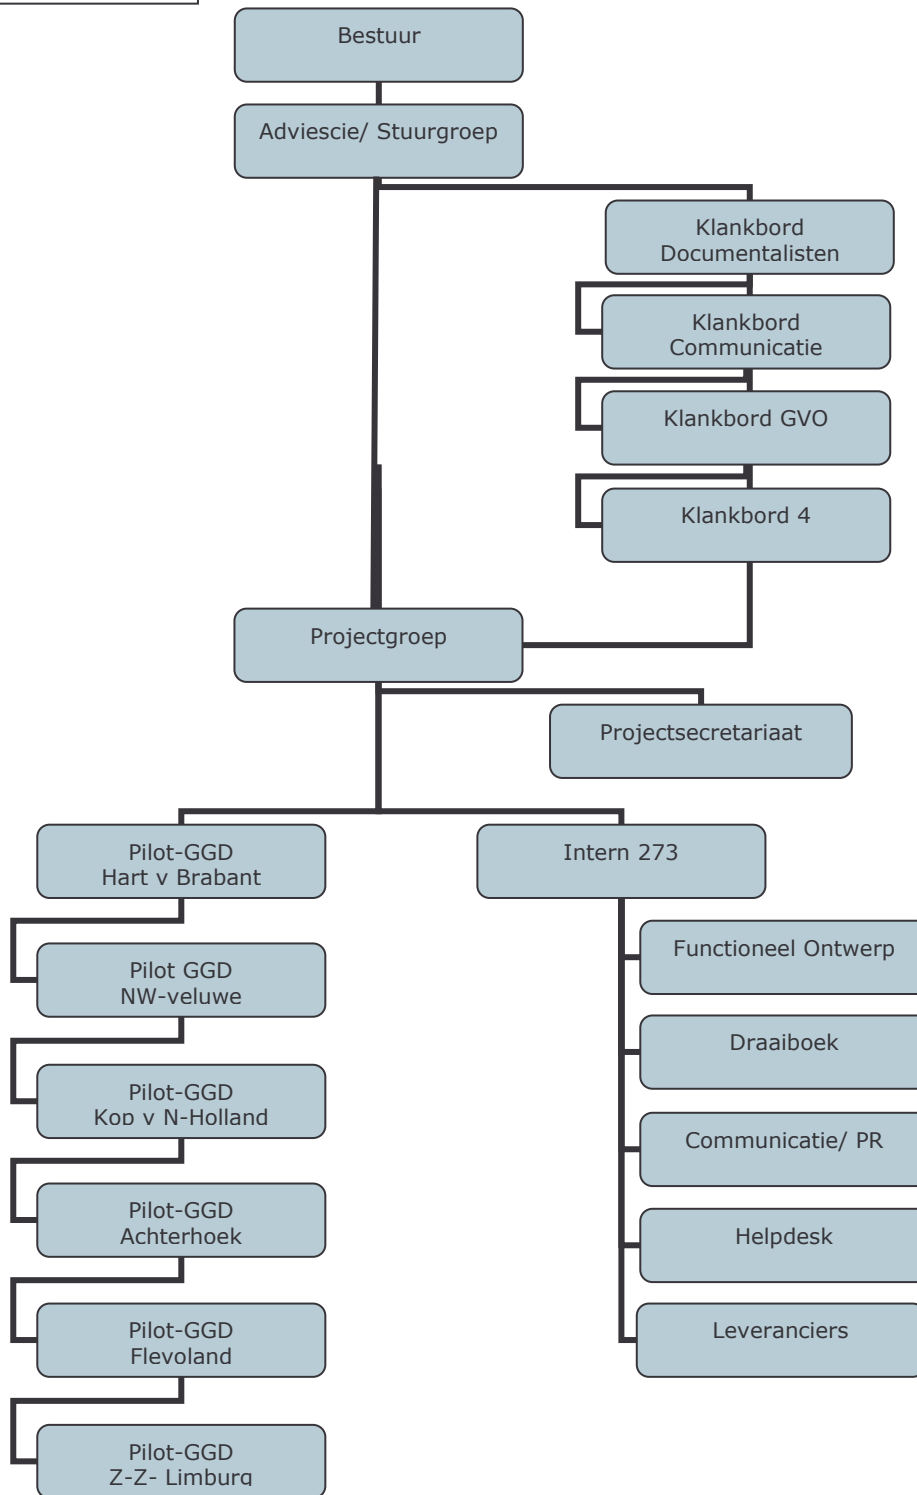 Bestuur
Adviescie/ Stuurgroep
Klankbord
Documentalisten
Klankbord
Communicatie
Klankbord GVO
Klankbord 4
Projectgroep
Projectsecretariaat
Pilot-GGD
Hart v Brabant
Pilot GGD
NW-veluwe
Pilot-GGD
Kop v N-Holland
Pilot-GGD
Achterhoek
Pilot-GGD
Flevoland
Pilot-GGD
Z-Z- Limburg
Intern 273
Functioneel Ontwerp
Draaiboek
Communicatie/ PR
Helpdesk
Leveranciers